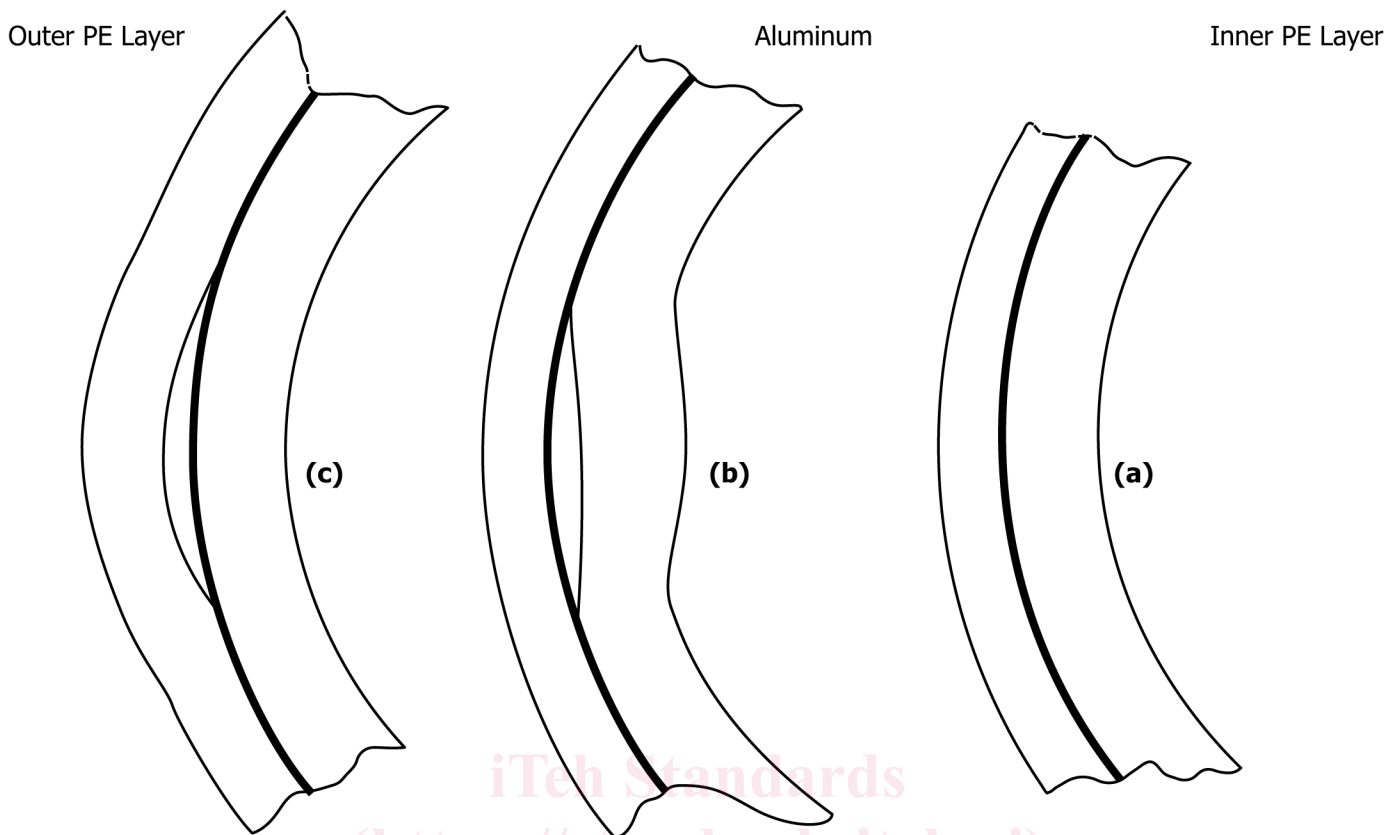 Outer PE Layer
Aluminum
Inner PE Layer
(c)
(b)
(a)
iTeh Standards